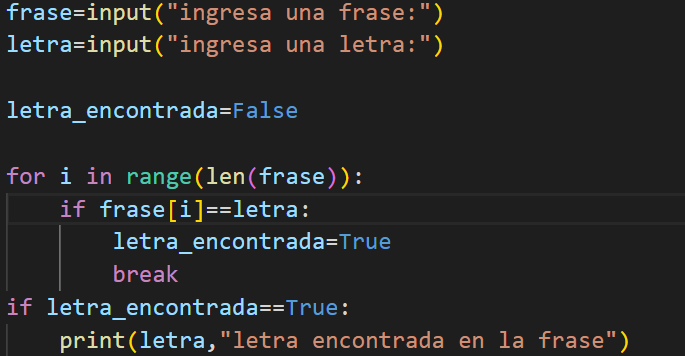 frase=input("ingresa una frase:")
letra=input("ingresa una letra:")
letra_encontrada=False
for i in range(len(frase)):
if frase[i]==letra:
letra_encontrada=True
break
if letra_encontrada==True:
print(letra,"letra encontrada en la frase")